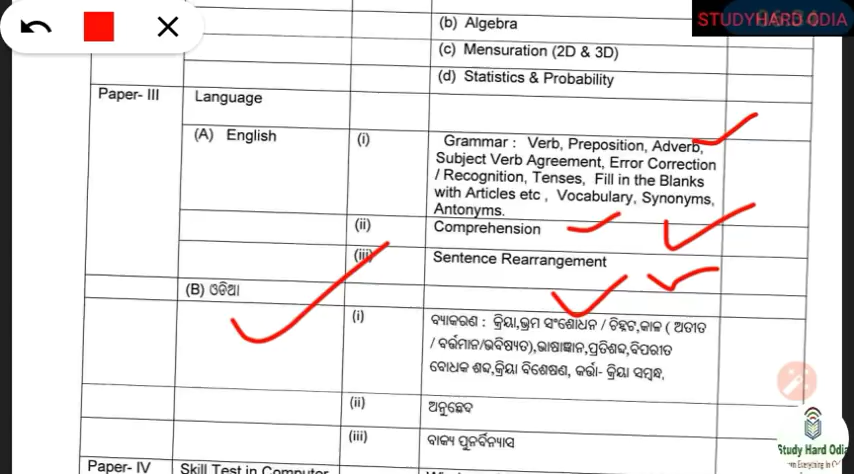 STUDYHARD ODIA
(b) Algebra
(c) Mensuration (2D & 3D)
(d) Statistics & Probability
Paper- III Language
(A) English (i) Grammar : Verb, Preposition, Adverb,
Subject Verb Agreement, Error Correction
/ Recognition, Tenses, Fill in the Blanks
with Articles etc , Vocabulary, Synonyms,
Antonyms.
(ii) Comprehension
(iii) Sentence Rearrangement
(B) ଓଡିଆ
(i) ବ୍ୟାକରଣ : କ୍ରିୟା,ଭ୍ରମ ସଂଶୋଧନ / ଚିହ୍ନଟ,କାଳ ( ଅତୀତ
/ ବର୍ତ୍ତମାନ/ଭବିଷ୍ୟତ),ଭାଷାଜ୍ଞାନ,ପ୍ରତିଶବ୍ଦ,ବିପରୀତ
ବୋଧକ ଶବ୍ଦ,କ୍ରିୟା ବିଶେଷଣ, କର୍ତ୍ତା- କ୍ରିୟା ସମ୍ବନ୍ଧ,
(ii) ଅନୁଛେଦ
(iii) ବାକ୍ୟ ପୁନର୍ବିନ୍ୟାସ
Paper- IV Skill Test in Computer
Study Hard Odia